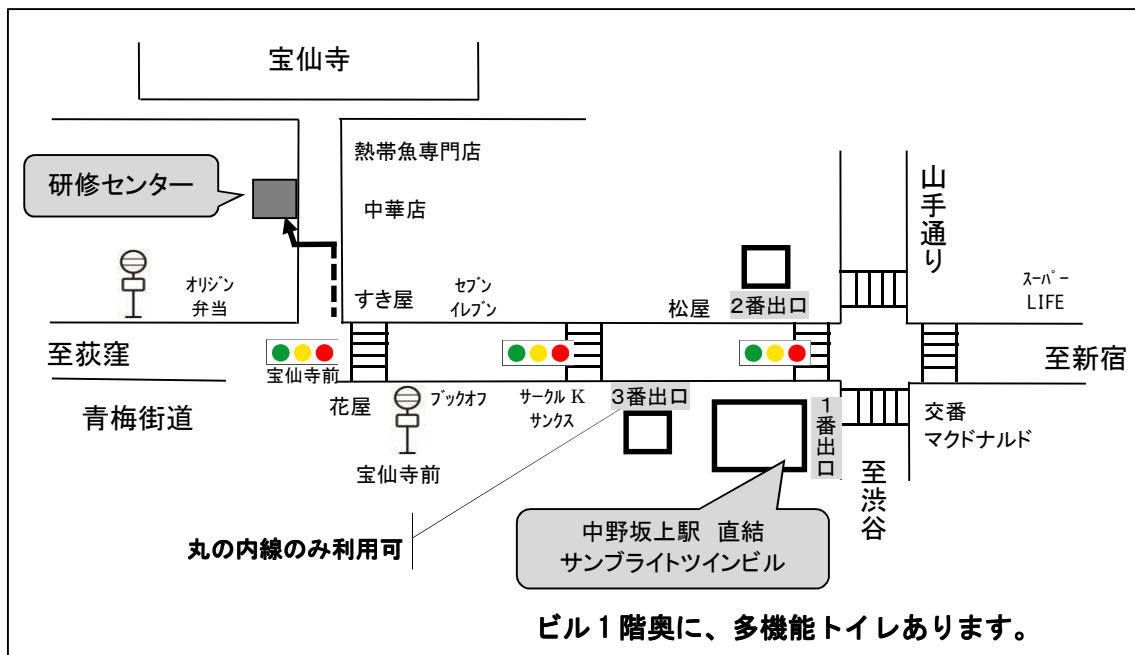 宝仙寺
熱帯魚専門店
研修センター
中華店
山手通り
オリジン
弁当
すき屋
セブン
イレブン
松屋
2番出口
スーパー
LIFE
至荻窪
宝仙寺前
至新宿
青梅街道
花屋
ブックオフ
サークルK
サンクス
3番出口
1番出口
交番
マクドナルド
宝仙寺前
至渋谷
丸の内線のみ利用可
中野坂上駅 直結
サンブライトツインビル
ビル1階奥に、多機能トイレあります。